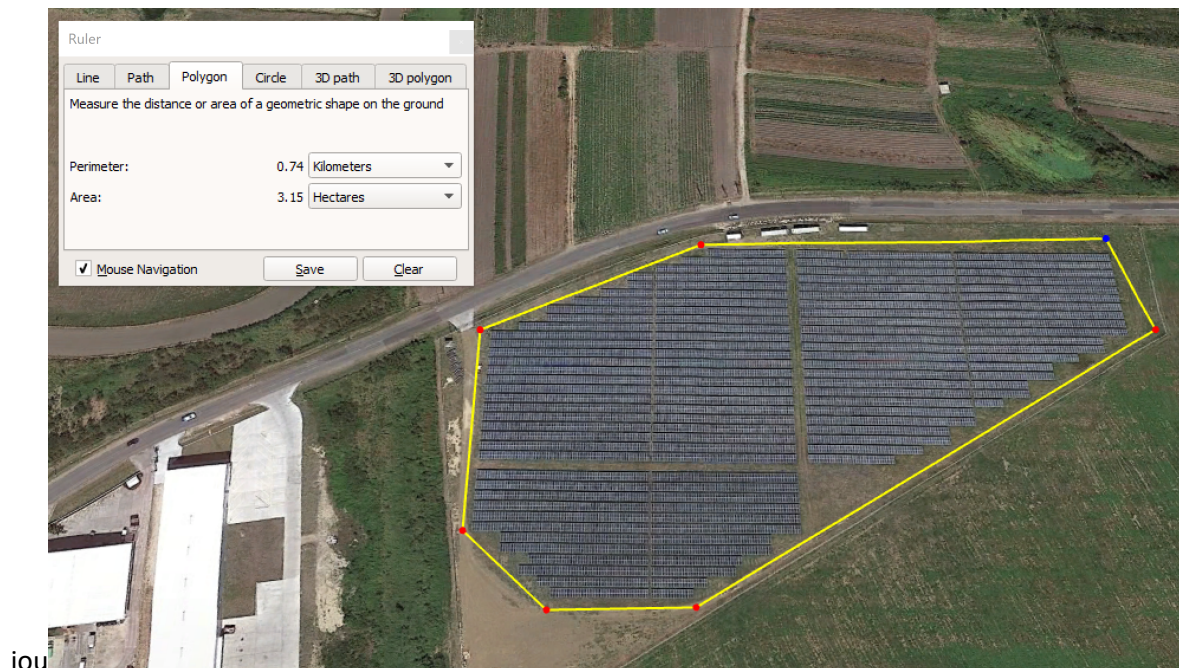 Ruler
Line Path Polygon Circle 3D path 3D polygon
Measure the distance or area of a geometric shape on the ground
Perimeter: 0.74 Kilometers
Area: 3.15 Hectares
Mouse Navigation Save Clear
jou